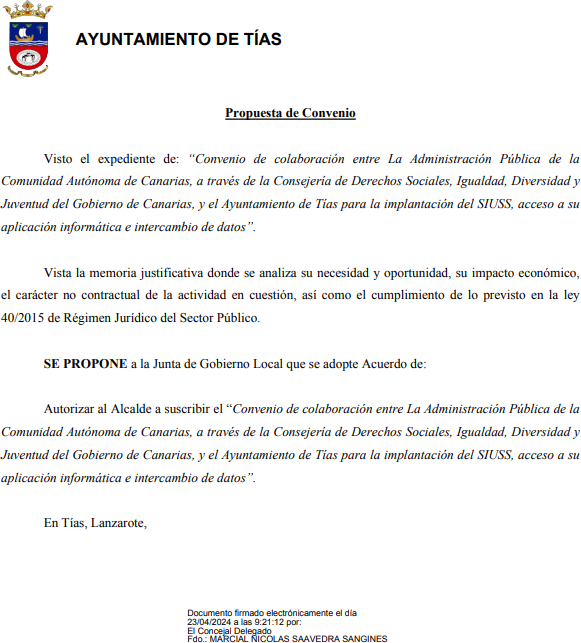 AYUNTAMIENTO DE TÍAS
Propuesta de Convenio
Visto el expediente de: “Convenio de colaboración entre La Administración Pública de la
Comunidad Autónoma de Canarias, a través de la Consejería de Derechos Sociales, Igualdad, Diversidad y
Juventud del Gobierno de Canarias, y el Ayuntamiento de Tías para la implantación del SIUSS, acceso a su
aplicación informática e intercambio de datos”.
Vista la memoria justificativa donde se analiza su necesidad y oportunidad, su impacto económico,
el carácter no contractual de la actividad en cuestión, así como el cumplimiento de lo previsto en la ley
40/2015 de Régimen Jurídico del Sector Público.
SE PROPONE a la Junta de Gobierno Local que se adopte Acuerdo de:
Autorizar al Alcalde a suscribir el “Convenio de colaboración entre La Administración Pública de la
Comunidad Autónoma de Canarias, a través de la Consejería de Derechos Sociales, Igualdad, Diversidad y
Juventud del Gobierno de Canarias, y el Ayuntamiento de Tías para la implantación del SIUSS, acceso a su
aplicación informática e intercambio de datos”.
En Tías, Lanzarote,
Documento firmado electrónicamente el día
23/04/2024 a las 9:21:12 por:
El Concejal Delegado
Fdo.: MARCIAL NICOLAS SAAVEDRA SANGINES